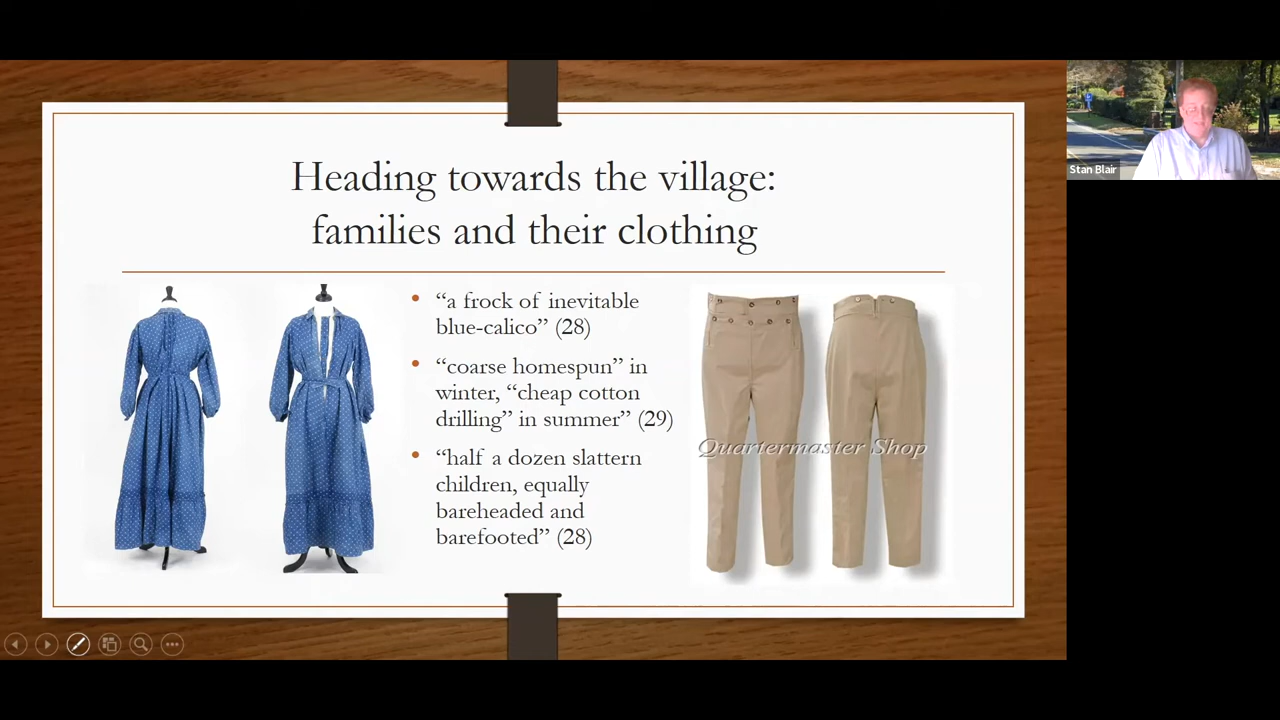 Heading towards the village:
families and their clothing
“a frock of inevitable
blue-calico” (28)
“coarse homespun” in
winter, “cheap cotton
drilling” in summer” (29)
“half a dozen slattern
children, equally
bareheaded and
barefooted” (28)
Quartermaster Shop
Stan Blair